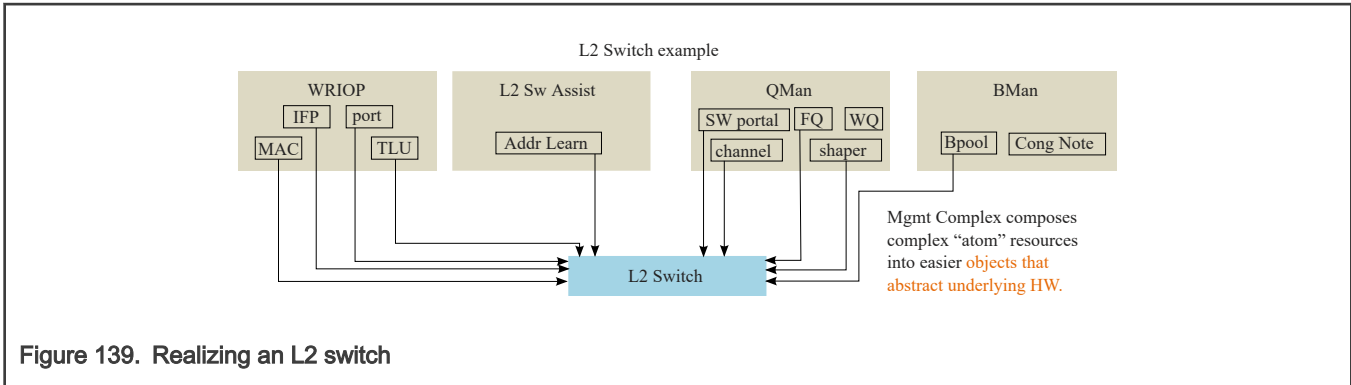 L2 Switch example
WRIOP
IFP
port
MAC
TLU
L2 Sw Assist
Addr Learn
QMan
SW portal
FQ
WQ
channel
shaper
BMan
Bpool
Cong Note
L2 Switch
Mgmt Complex composes
complex “atom” resources
into easier objects that
abstract underlying HW.
Figure 139. Realizing an L2 switch